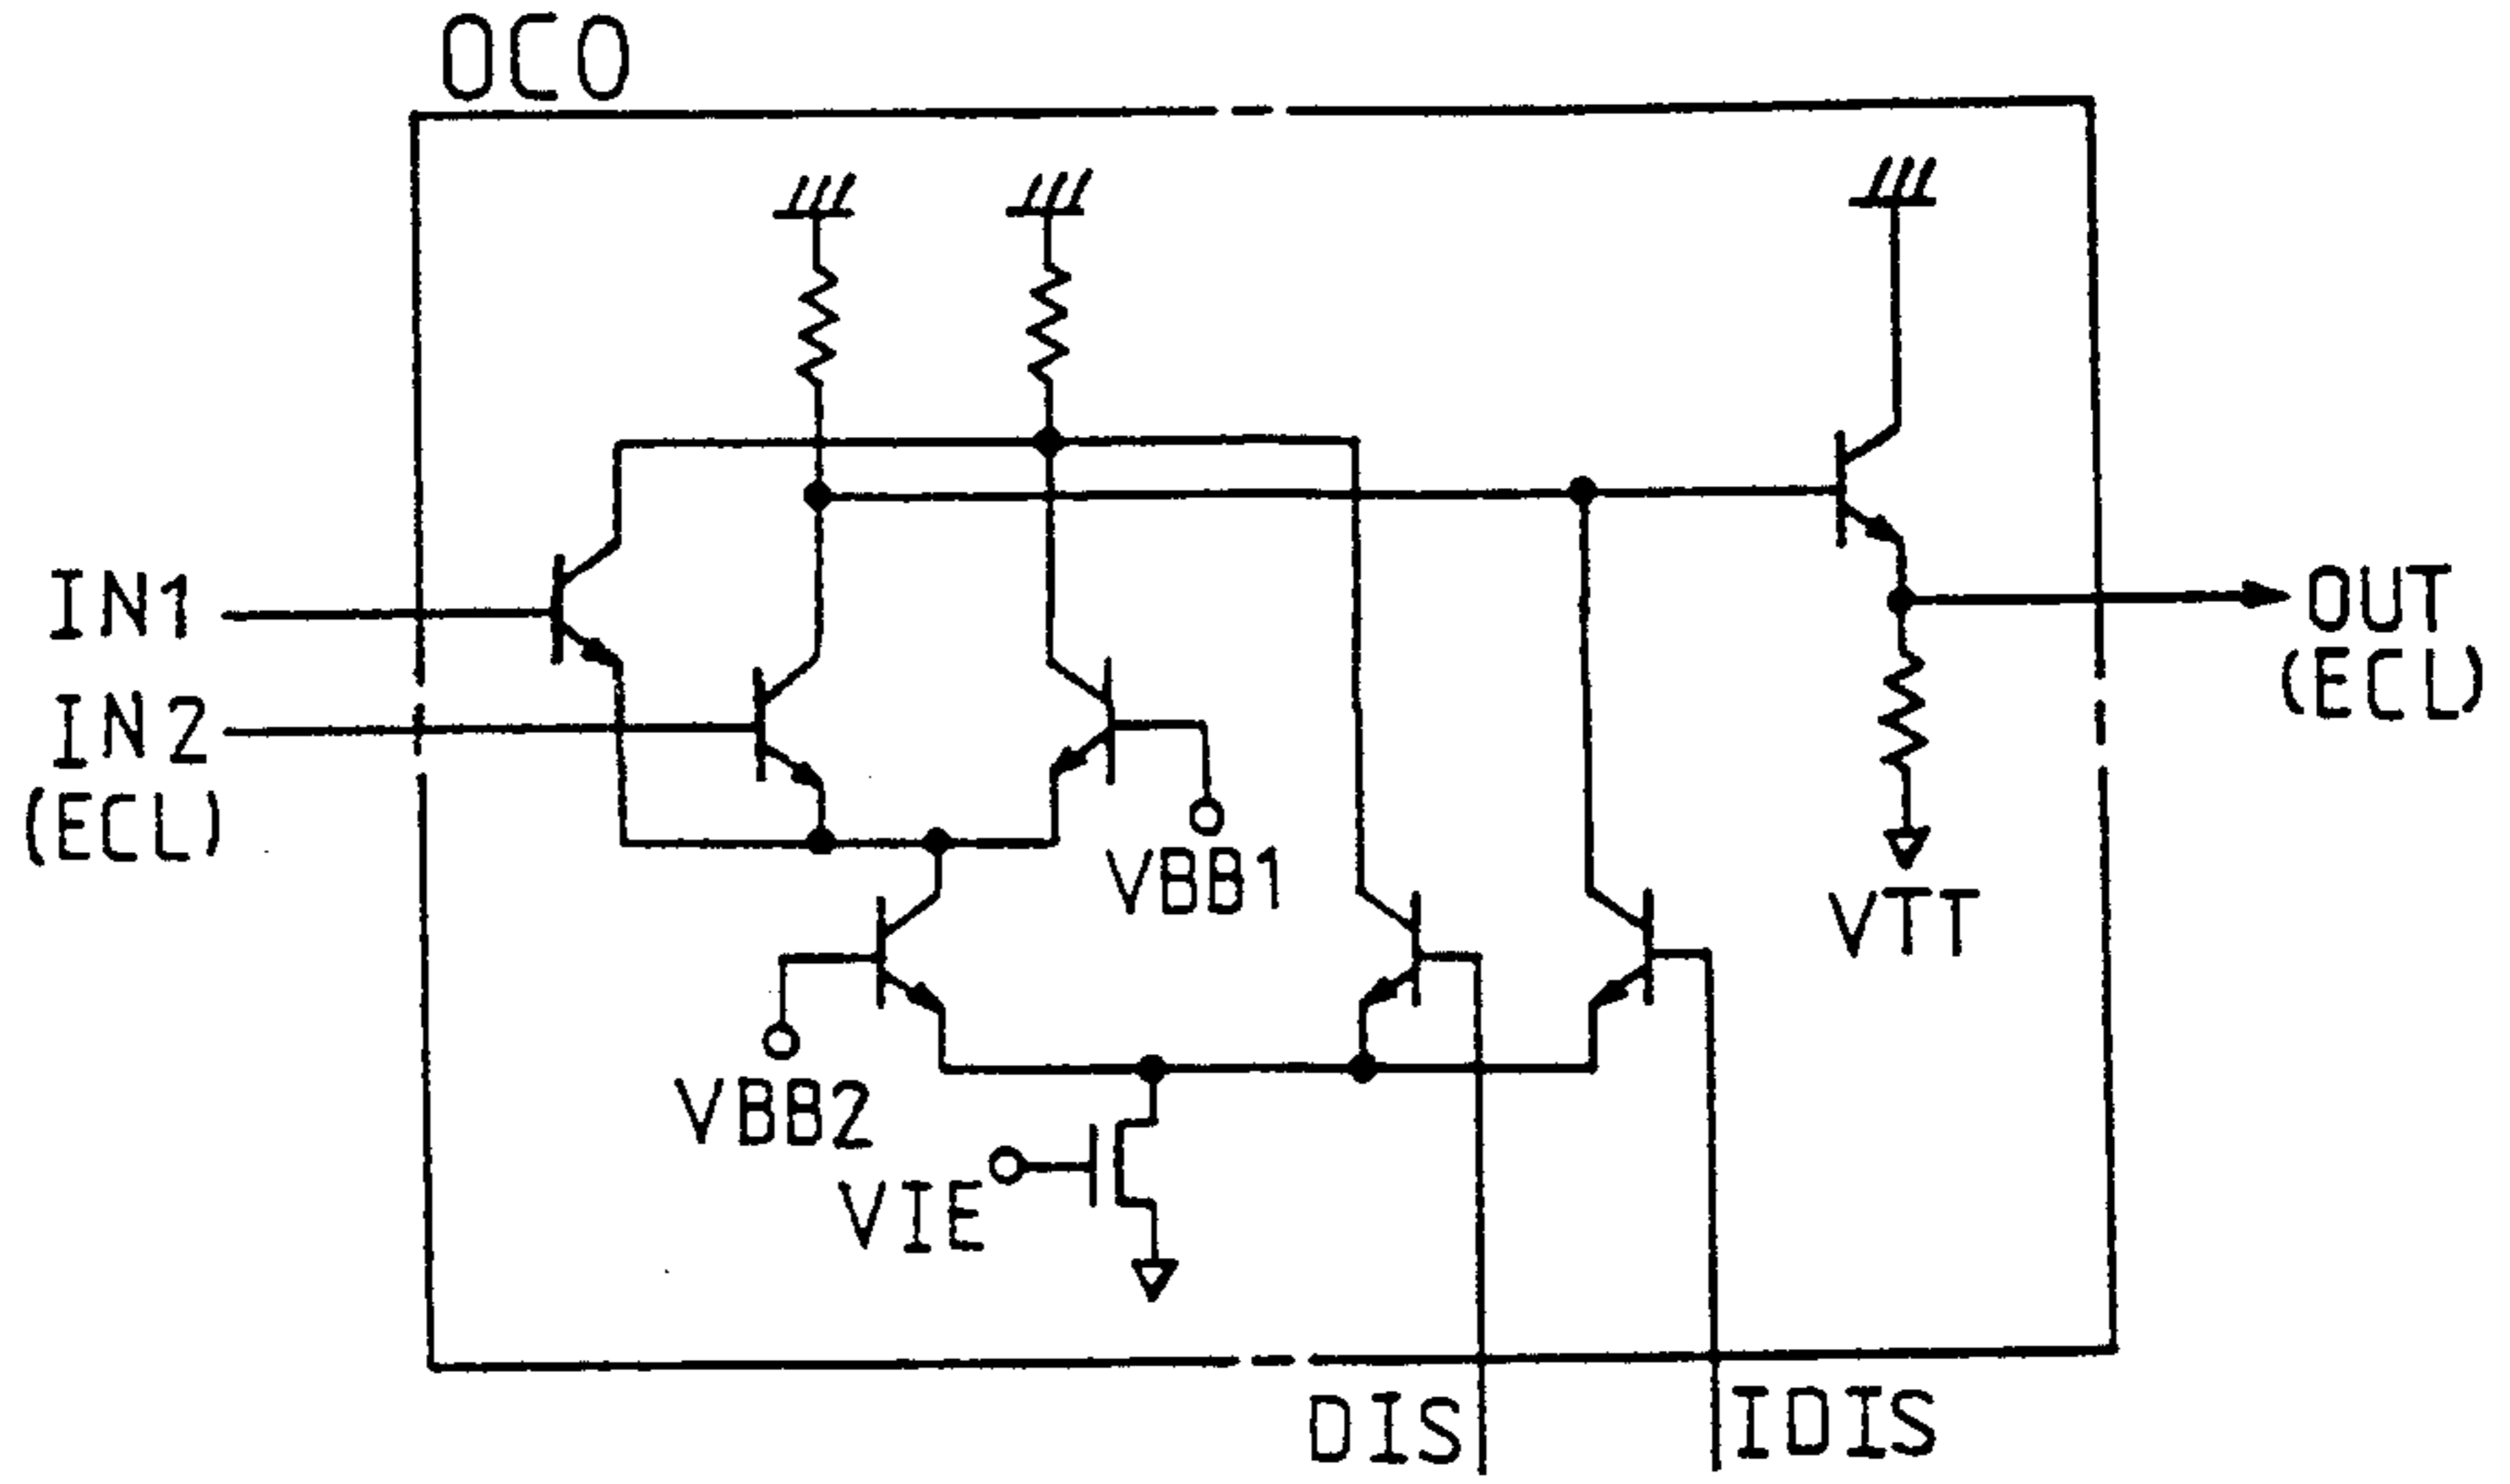 OCO
IN1
IN2
(ECL)
OUT
(ECL)
VBB1
VTT
VBB2
VIE
DIS
IDIS